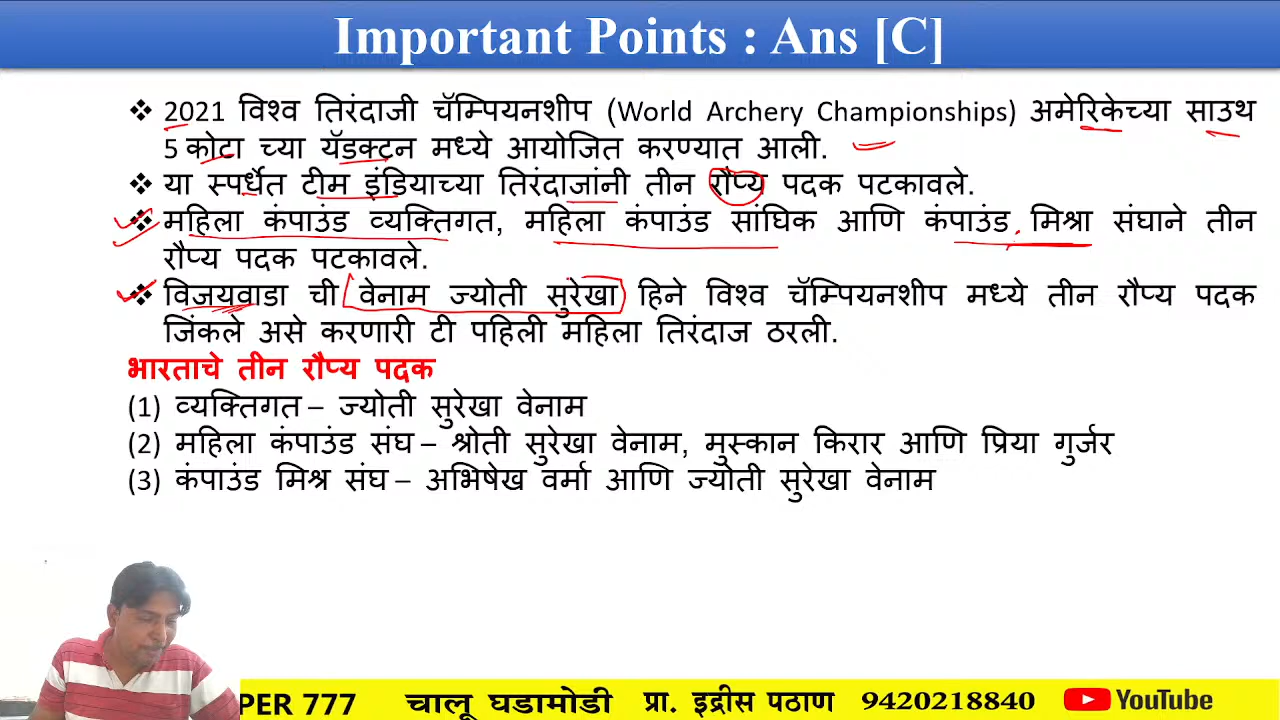 Important Points : Ans [C]
❖ 2021 विश्व तिरंदाजी चॅम्पियनशीप (World Archery Championships) अमेरिकेच्या साउथ
5 कोटा च्या यॅडक्टन मध्ये आयोजित करण्यात आली.
❖ या स्पर्धेत टीम इंडियाच्या तिरंदाजांनी तीन रौप्य पदक पटकावले.
❖ महिला कंपाउंड व्यक्तिगत, महिला कंपाउंड सांघिक आणि कंपाउंड मिश्रा संघाने तीन
रौप्य पदक पटकावले.
❖ विजयवाडा ची वेनाम ज्योती सुरेखा हिने विश्व चॅम्पियनशीप मध्ये तीन रौप्य पदक
जिंकले असे करणारी टी पहिली महिला तिरंदाज ठरली.
भारताचे तीन रौप्य पदक
(1) व्यक्तिगत – ज्योती सुरेखा वेनाम
(2) महिला कंपाउंड संघ – श्रोती सुरेखा वेनाम, मुस्कान किरार आणि प्रिया गुर्जर
(3) कंपाउंड मिश्र संघ – अभिषेख वर्मा आणि ज्योती सुरेखा वेनाम
PER 777 चालू घडामोडी प्रा. इद्रीस पठाण 9420218840 YouTube